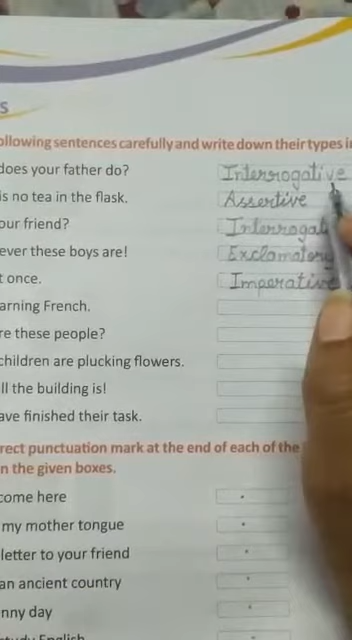 s
ollowing sentences carefully and write down their types i
does your father do? Interrogative
is no tea in the flask. Assertive
our friend? Interrogat
ever these boys are! Exclamatory
t once. Imperative
arning French.
re these people?
children are plucking flowers.
ll the building is!
ave finished their task.
rect punctuation mark at the end of each of the
n the given boxes.
come here .
my mother tongue .
letter to your friend .
an ancient country .
nny day .
study English .